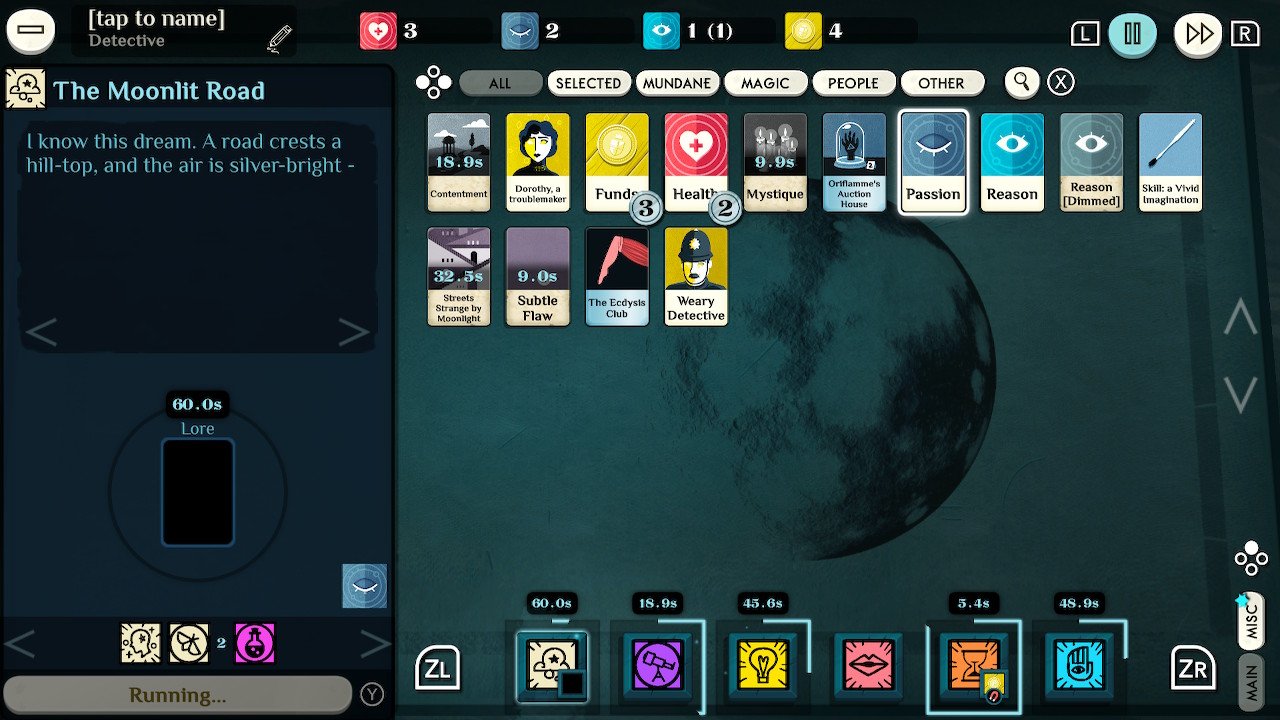 [tap to name]
Detective
3
2
1 (1)
4
L
R
The Moonlit Road
I know this dream. A road crests a
hill-top, and the air is silver-bright -
60.0s
Lore
2
Running...
Y
ALL
SELECTED
MUNDANE
MAGIC
PEOPLE
OTHER
X
18.9s
Contentment
Dorothy, a
troublemaker
Funds
3
Health
2
9.9s
Mystique
2
Oriflamme's
Auction
House
Passion
Reason
Reason
[Dimmed]
Skill: a Vivid
Imagination
32.5s
Streets
Strange by
Moonlight
9.0s
Subtle
Flaw
The Ecdysis
Club
Weary
Detective
ZL
60.0s
18.9s
45.6s
5.4s
48.9s
ZR
MISC
MAIN